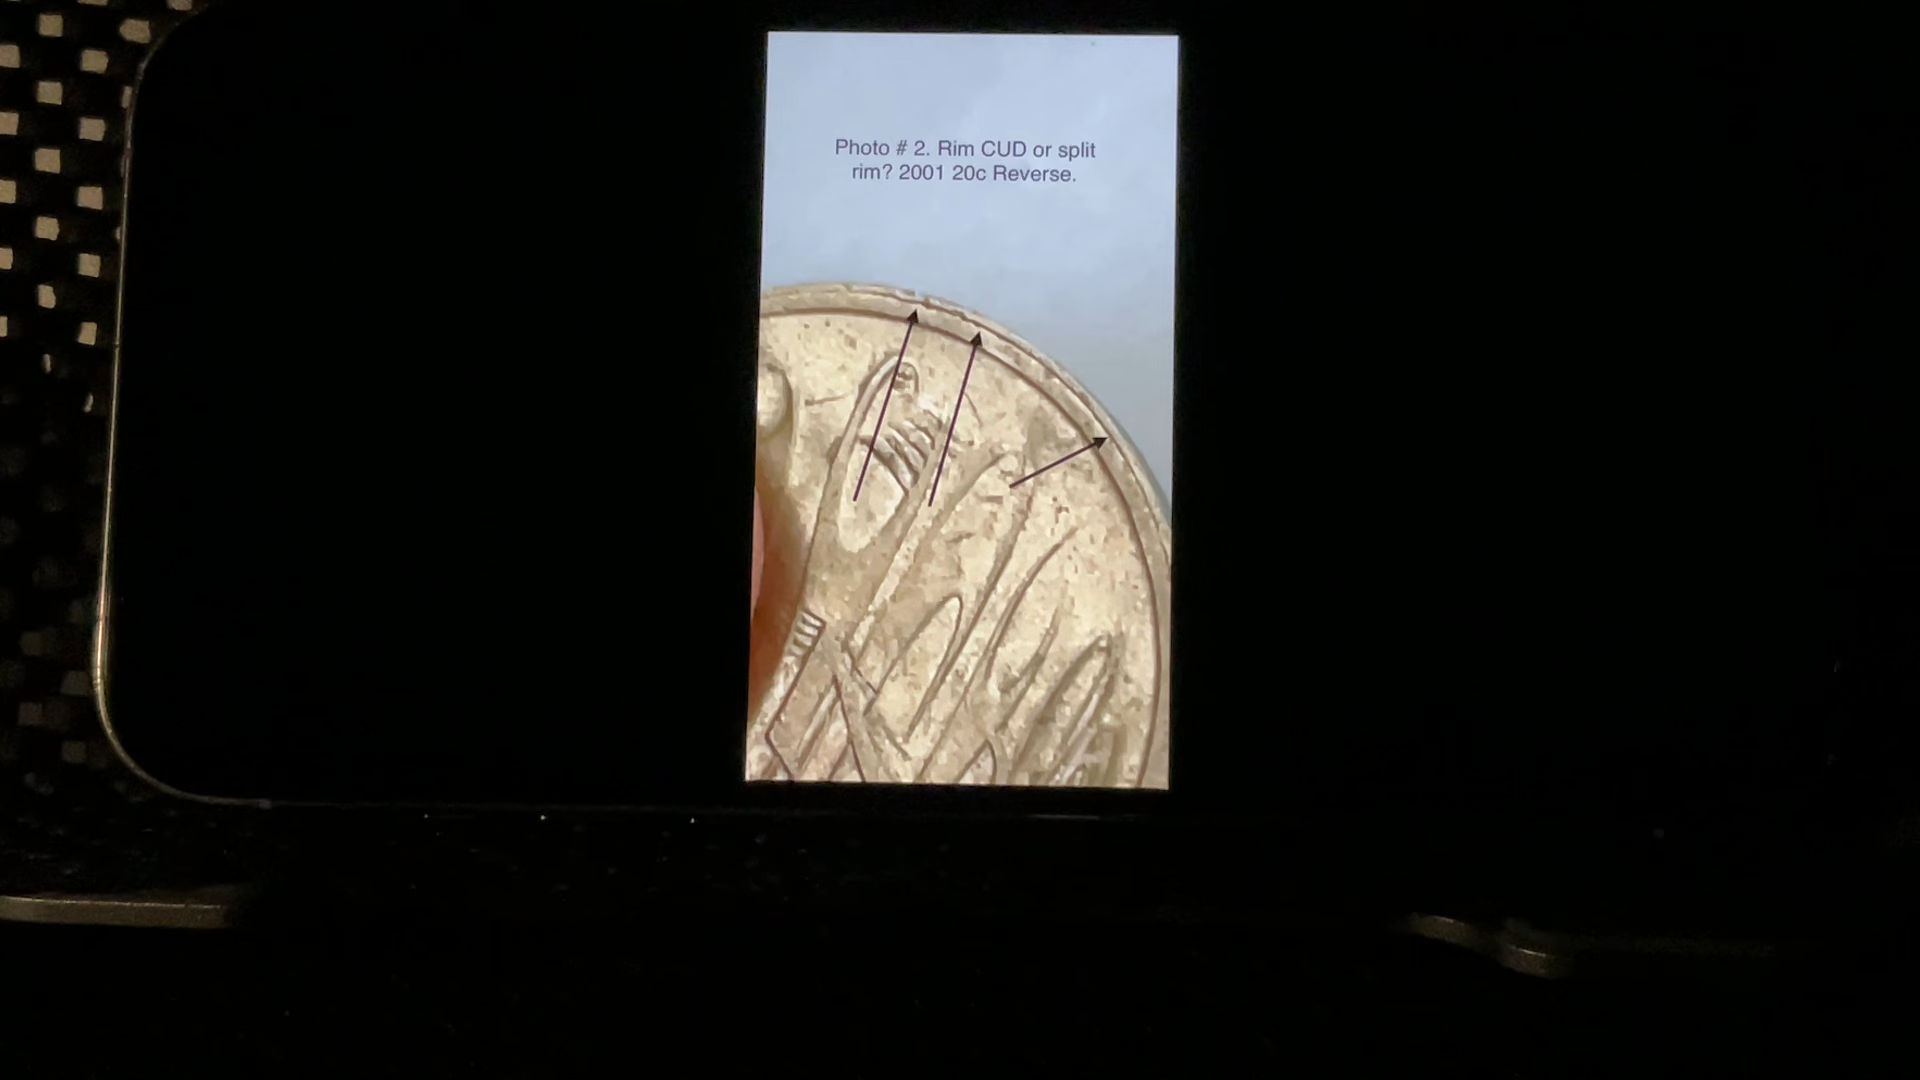 Photo # 2. Rim CUD or split
rim? 2001 20c Reverse.